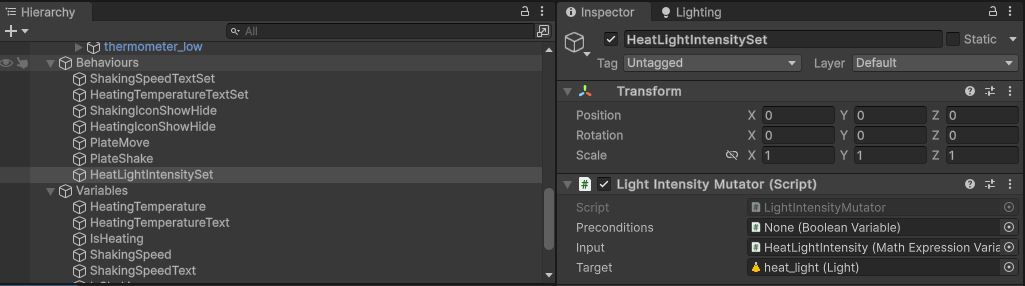 Hierarchy
All
thermometer_low
Behaviours
ShakingSpeedTextSet
HeatingTemperatureTextSet
ShakingIconShowHide
HeatingIconShowHide
PlateMove
PlateShake
HeatLightIntensitySet
Variables
HeatingTemperature
HeatingTemperatureText
IsHeating
ShakingSpeed
ShakingSpeedText
Inspector Lighting
HeatLightIntensitySet Static
Tag Untagged Layer Default
Transform
Position X 0 Y 0 Z 0
Rotation X 0 Y 0 Z 0
Scale X 1 Y 1 Z 1
# Light Intensity Mutator (Script)
Script LightIntensityMutator
Preconditions None (Boolean Variable)
Input HeatLightIntensity (Math Expression Varia
Target heat_light (Light)